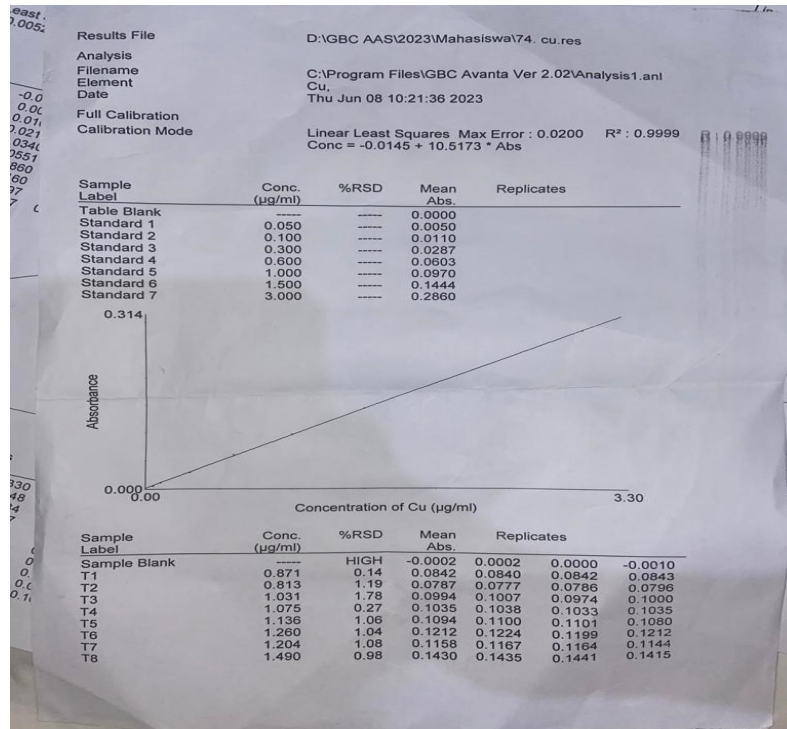 Results File D:\GBC AAS\2023\Mahasiswa\74. cu.res
Analysis
Filename C:\Program Files\GBC Avanta Ver 2.02\Analysis1.anl
Element Cu,
Date Thu Jun 08 10:21:36 2023
Full Calibration
Calibration Mode Linear Least Squares Max Error : 0.0200 R² : 0.9999
Conc = -0.0145 + 10.5173 * Abs
Sample Label Conc. (µg/ml) %RSD Mean Abs. Replicates
Table Blank ----- ----- 0.0000
Standard 1 0.050 ----- 0.0050
Standard 2 0.100 ----- 0.0110
Standard 3 0.300 ----- 0.0287
Standard 4 0.600 ----- 0.0603
Standard 5 1.000 ----- 0.0970
Standard 6 1.500 ----- 0.1444
Standard 7 3.000 ----- 0.2860
0.314
Absorbance
0.000
0.00 3.30
Concentration of Cu (µg/ml)
Sample Label Conc. (µg/ml) %RSD Mean Abs. Replicates
Sample Blank ----- HIGH -0.0002 0.0002 0.0000 -0.0010
T1 0.871 0.14 0.0842 0.0840 0.0842 0.0843
T2 0.813 1.19 0.0787 0.0777 0.0786 0.0796
T3 1.031 1.78 0.0994 0.1007 0.0974 0.1000
T4 1.075 0.27 0.1035 0.1038 0.1033 0.1035
T5 1.136 1.06 0.1094 0.1100 0.1101 0.1080
T6 1.260 1.04 0.1212 0.1224 0.1199 0.1212
T7 1.204 1.08 0.1158 0.1167 0.1164 0.1144
T8 1.490 0.98 0.1430 0.1435 0.1441 0.1415